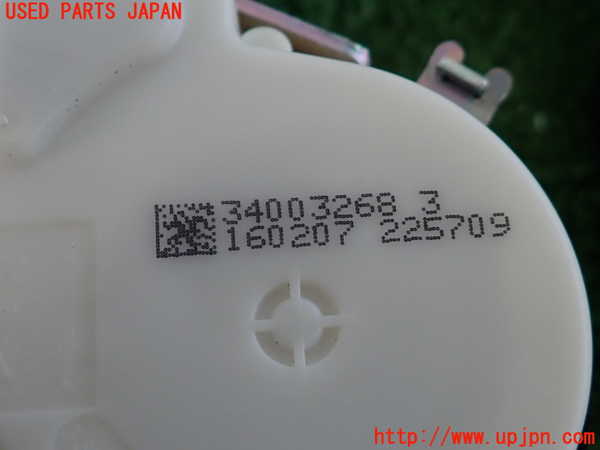 USED PARTS JAPAN
34003268 3
160207 225709
http://www.upjpn.com